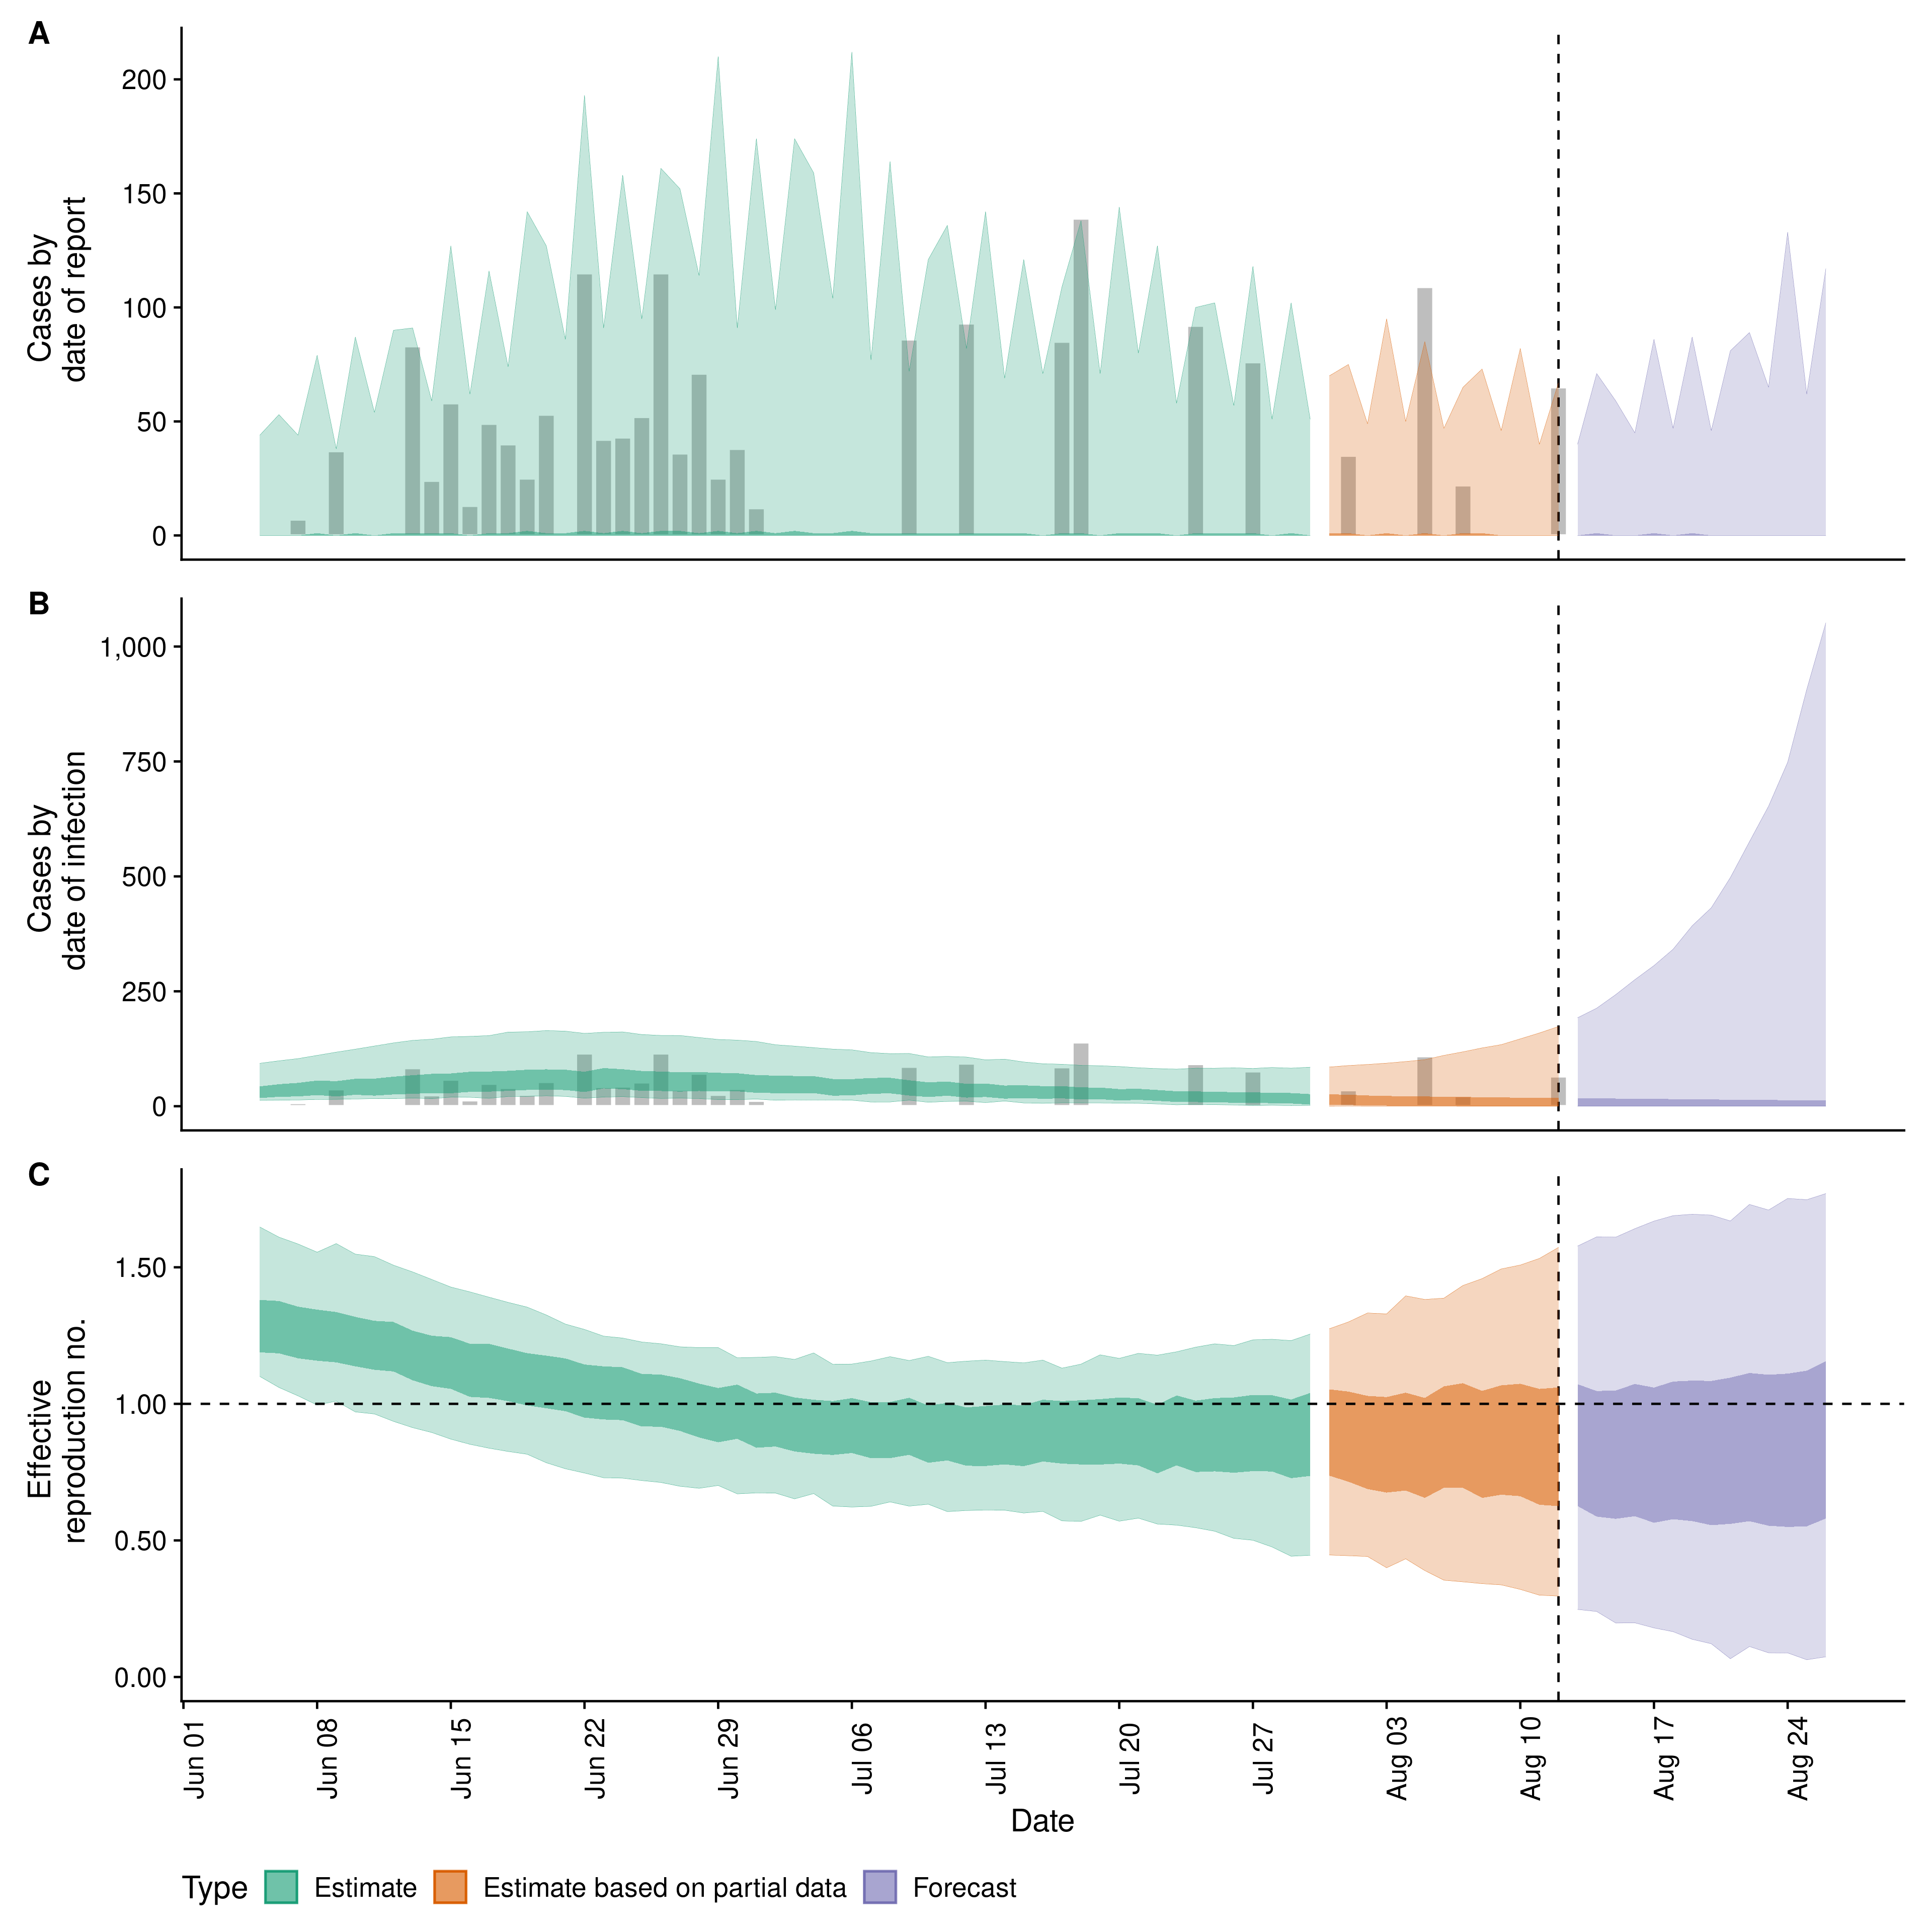 A
Cases by
date of report
200
150
100
50
0
B
Cases by
date of infection
1,000
750
500
250
0
C
Effective
reproduction no.
1.50
1.00
0.50
0.00
Jun 01
Jun 08
Jun 15
Jun 22
Jun 29
Jul 06
Jul 13
Jul 20
Jul 27
Aug 03
Aug 10
Aug 17
Aug 24
Date
Type Estimate Estimate based on partial data Forecast